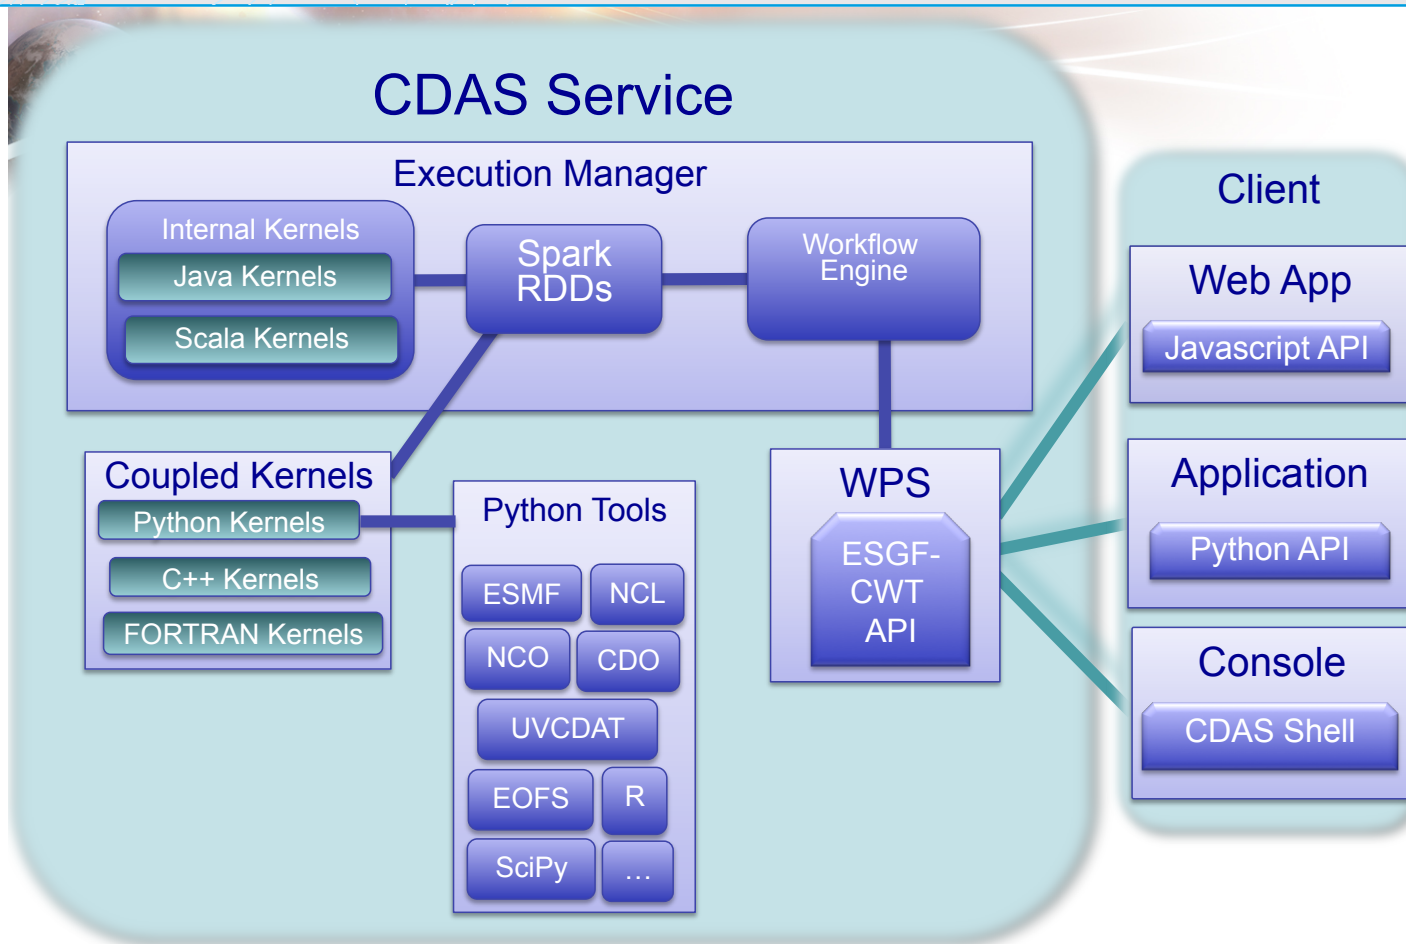 CDAS Service
Execution Manager
Internal Kernels
Java Kernels
Scala Kernels
Spark
RDDs
Workflow
Engine
Coupled Kernels
Python Kernels
C++ Kernels
FORTRAN Kernels
Python Tools
ESMF
NCL
NCO
CDO
UVCDAT
EOFS
R
SciPy
...
WPS
ESGF-
CWT
API
Client
Web App
Javascript API
Application
Python API
Console
CDAS Shell